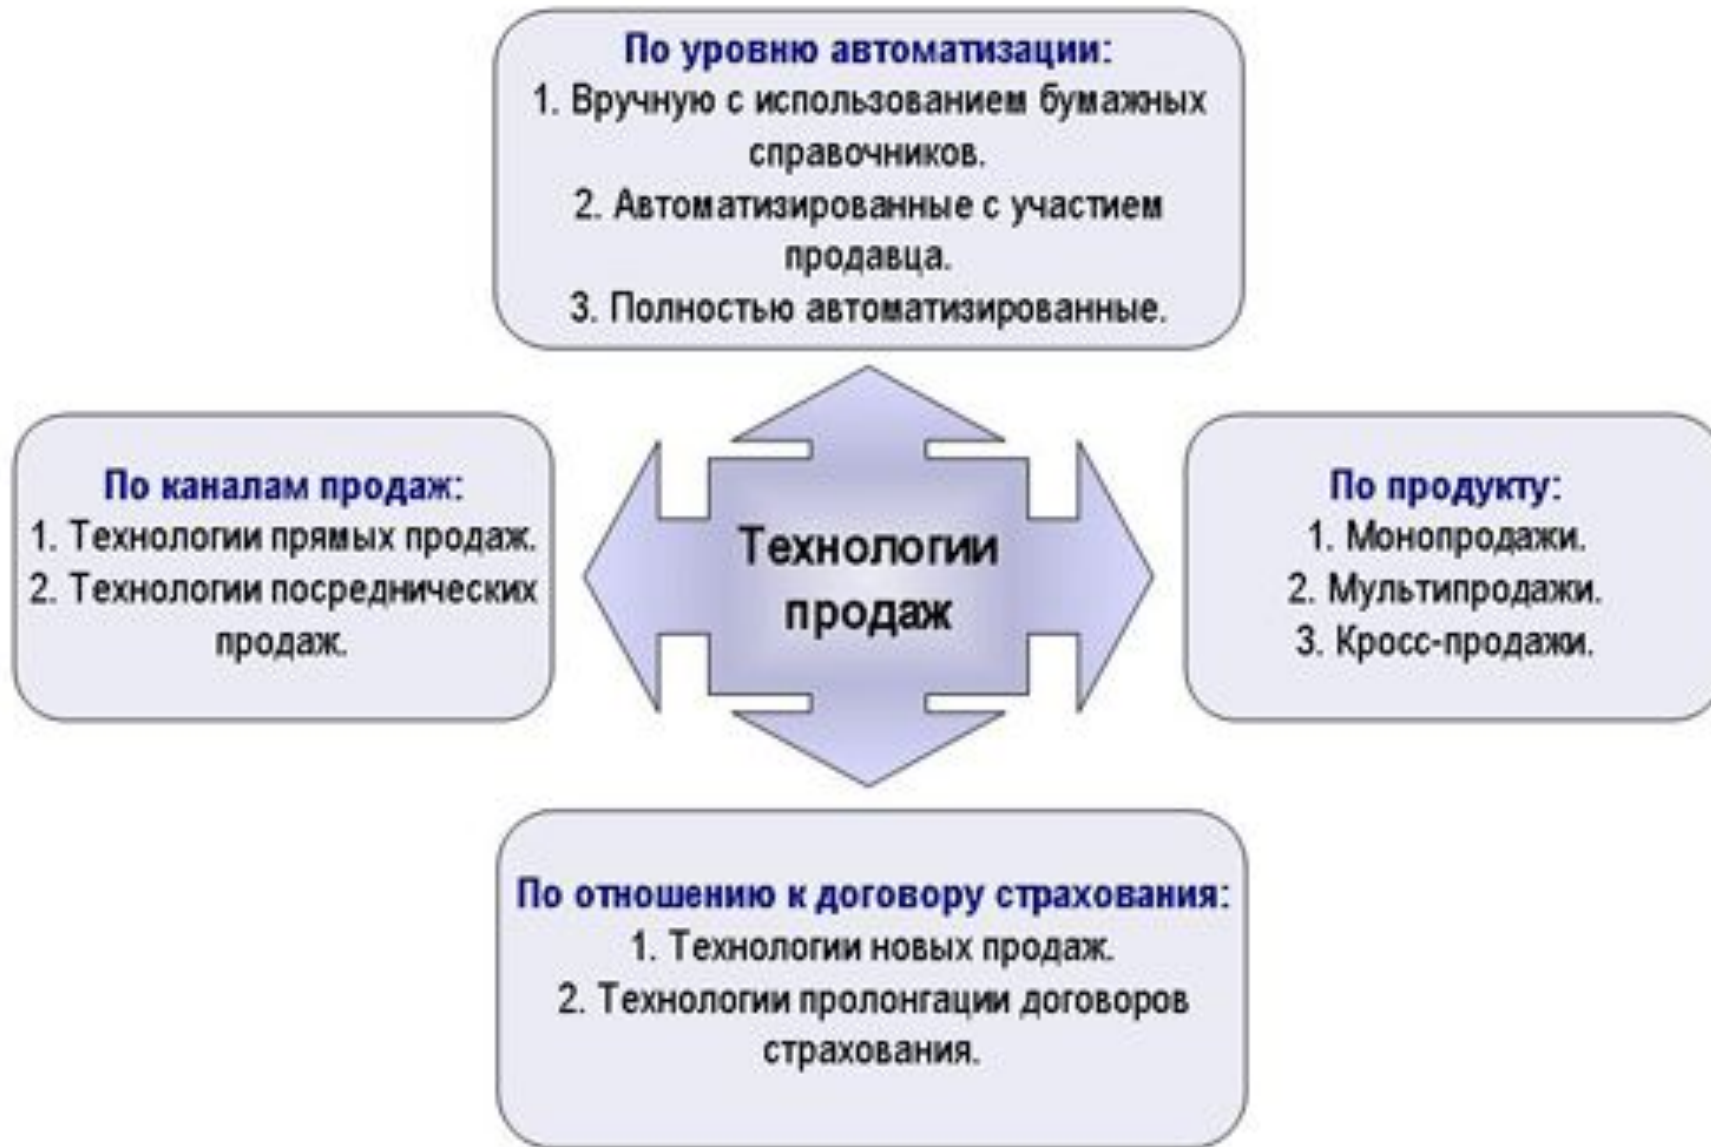 По уровню автоматизации:
1. Вручную с использованием бумажных
справочников.
2. Автоматизированные с участием
продавца.
3. Полностью автоматизированные.
По каналам продаж:
1. Технологии прямых продаж.
2. Технологии посреднических
продаж.
Технологии
продаж
По продукту:
1. Монопродажи.
2. Мультипродажи.
3. Кросс-продажи.
По отношению к договору страхования:
1. Технологии новых продаж.
2. Технологии пролонгации договоров
страхования.